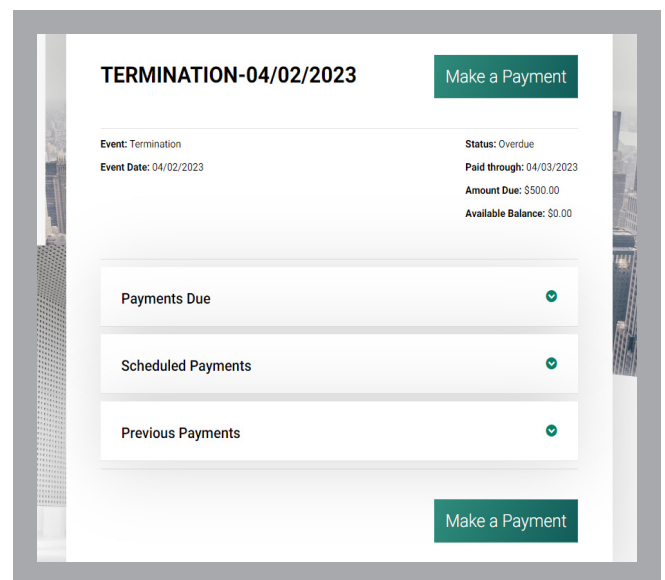 TERMINATION-04/02/2023
Make a Payment
Event: Termination
Event Date: 04/02/2023
Status: Overdue
Paid through: 04/03/2023
Amount Due: $500.00
Available Balance: $0.00
Payments Due
Scheduled Payments
Previous Payments
Make a Payment